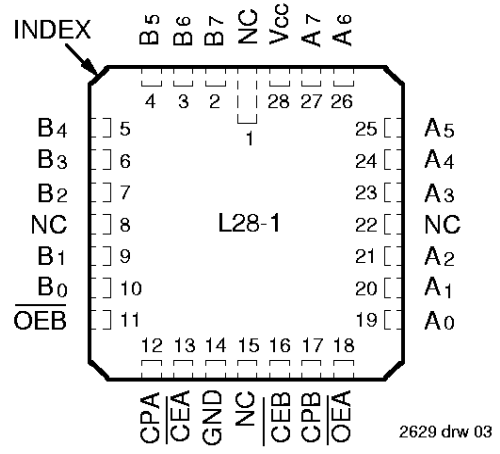 INDEX
B5 B6 B7 NC Vcc A7 A6
4 3 2 28 27 26
1
B4 5 25 A5
B3 6 24 A4
B2 7 23 A3
NC 8 L28-1 22 NC
B1 9 21 A2
B0 10 20 A1
OEB 11 19 A0
12 13 14 15 16 17 18
CPA CEA GND NC CEB CPB OEA
2629 drw 03